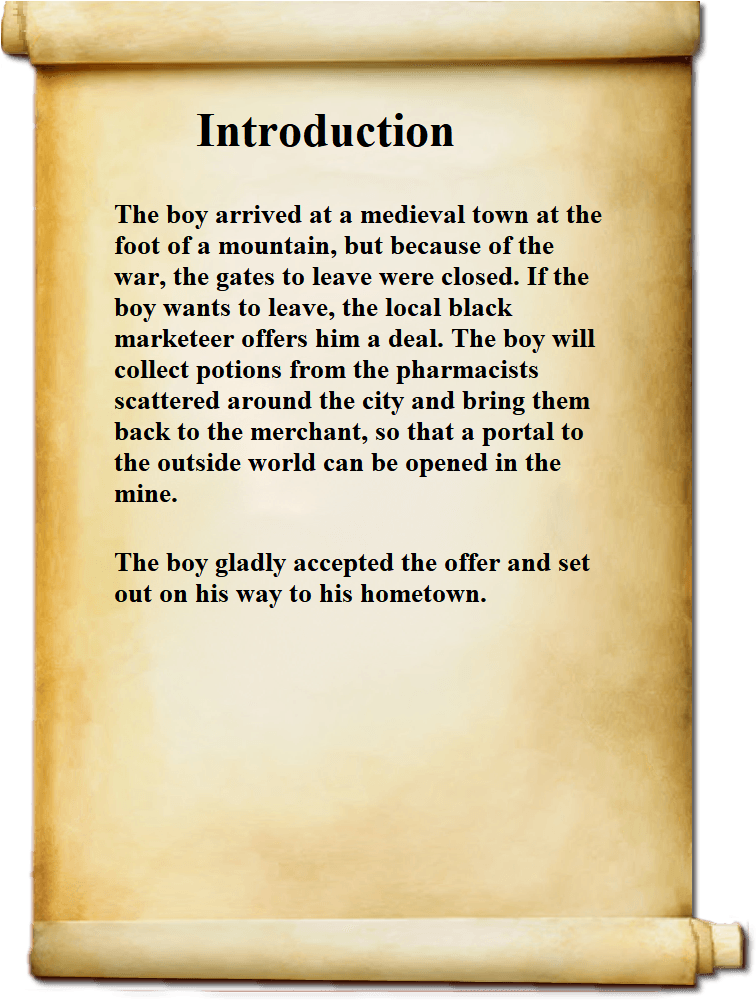 Introduction
The boy arrived at a medieval town at the
foot of a mountain, but because of the
war, the gates to leave were closed. If the
boy wants to leave, the local black
marketeer offers him a deal. The boy will
collect potions from the pharmacists
scattered around the city and bring them
back to the merchant, so that a portal to
the outside world can be opened in the
mine.
The boy gladly accepted the offer and set
out on his way to his hometown.